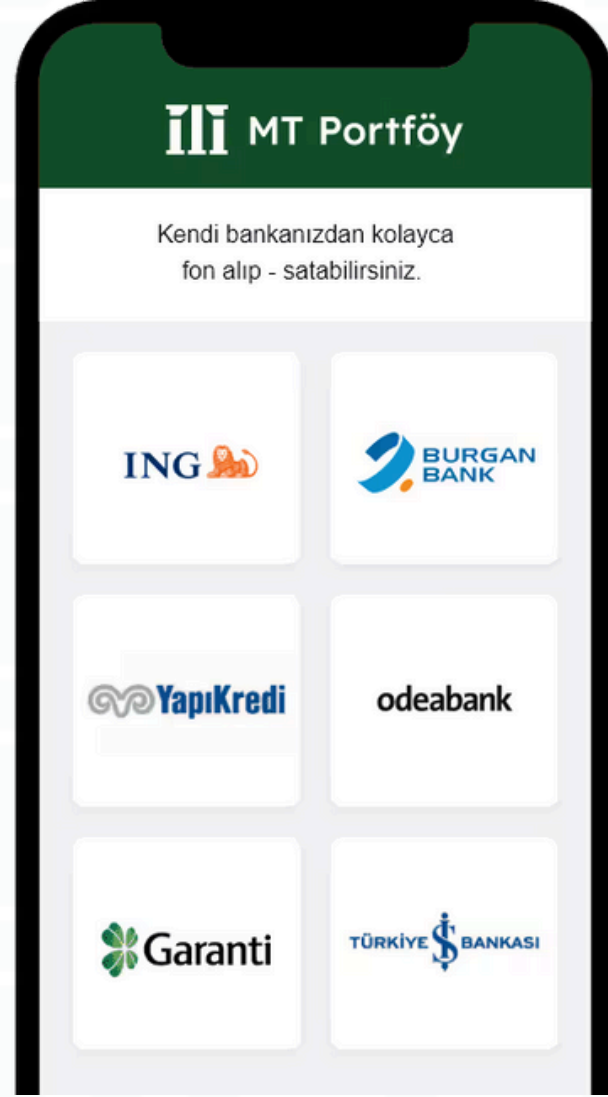 MT Portföy
Kendi bankanızdan kolayca
fon alıp - satabilirsiniz.
ING
BURGAN
BANK
YapıKredi
odeabank
Garanti
TÜRKİYE İŞ BANKASI